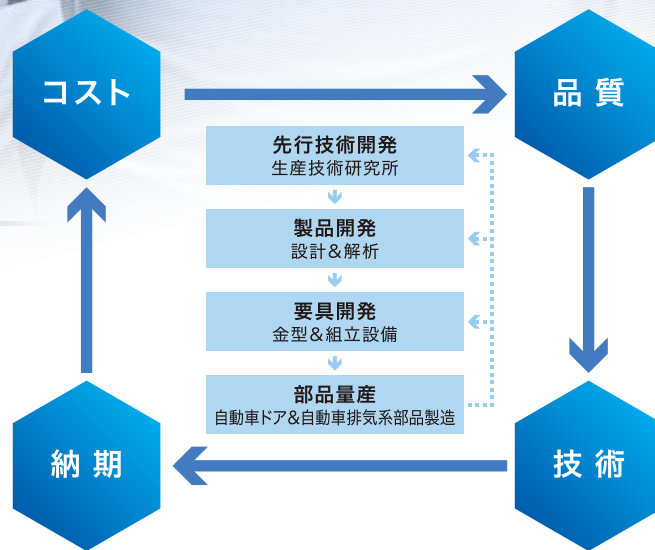 コスト
品質
先行技術開発
生産技術研究所
製品開発
設計&解析
要具開発
金型&組立設備
部品量産
自動車ドア&自動車排気系部品製造
納期
技術